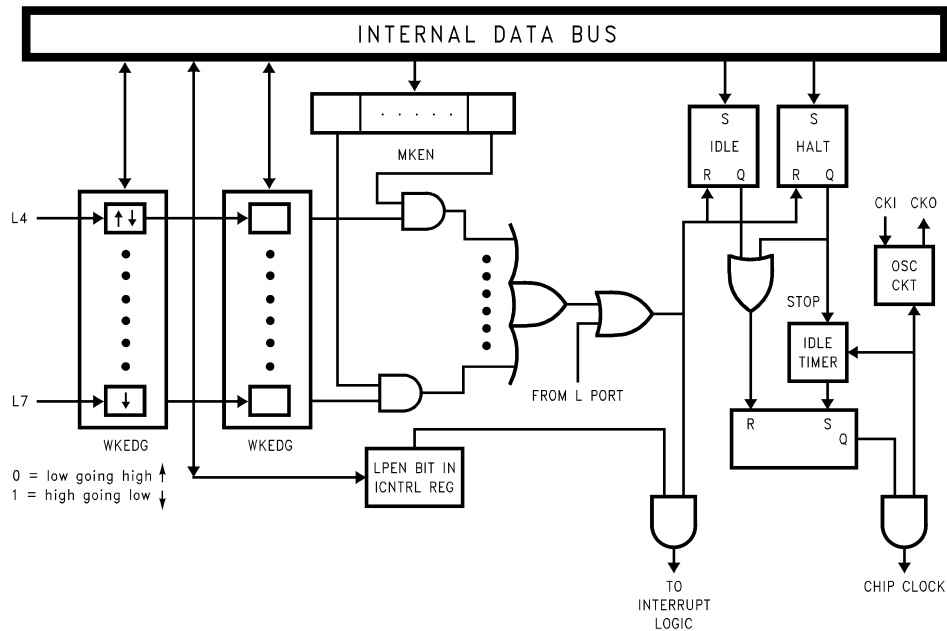 INTERNAL DATA BUS
MKEN
S
IDLE
R Q
S
HALT
R Q
CKI CKO
OSC
CKT
L4
STOP
IDLE
TIMER
L7
FROM L PORT
R S
Q
WKEDG
WKEDG
0 = low going high ↑
1 = high going low ↓
LPEN BIT IN
ICNTRL REG
TO
INTERRUPT
LOGIC
CHIP CLOCK